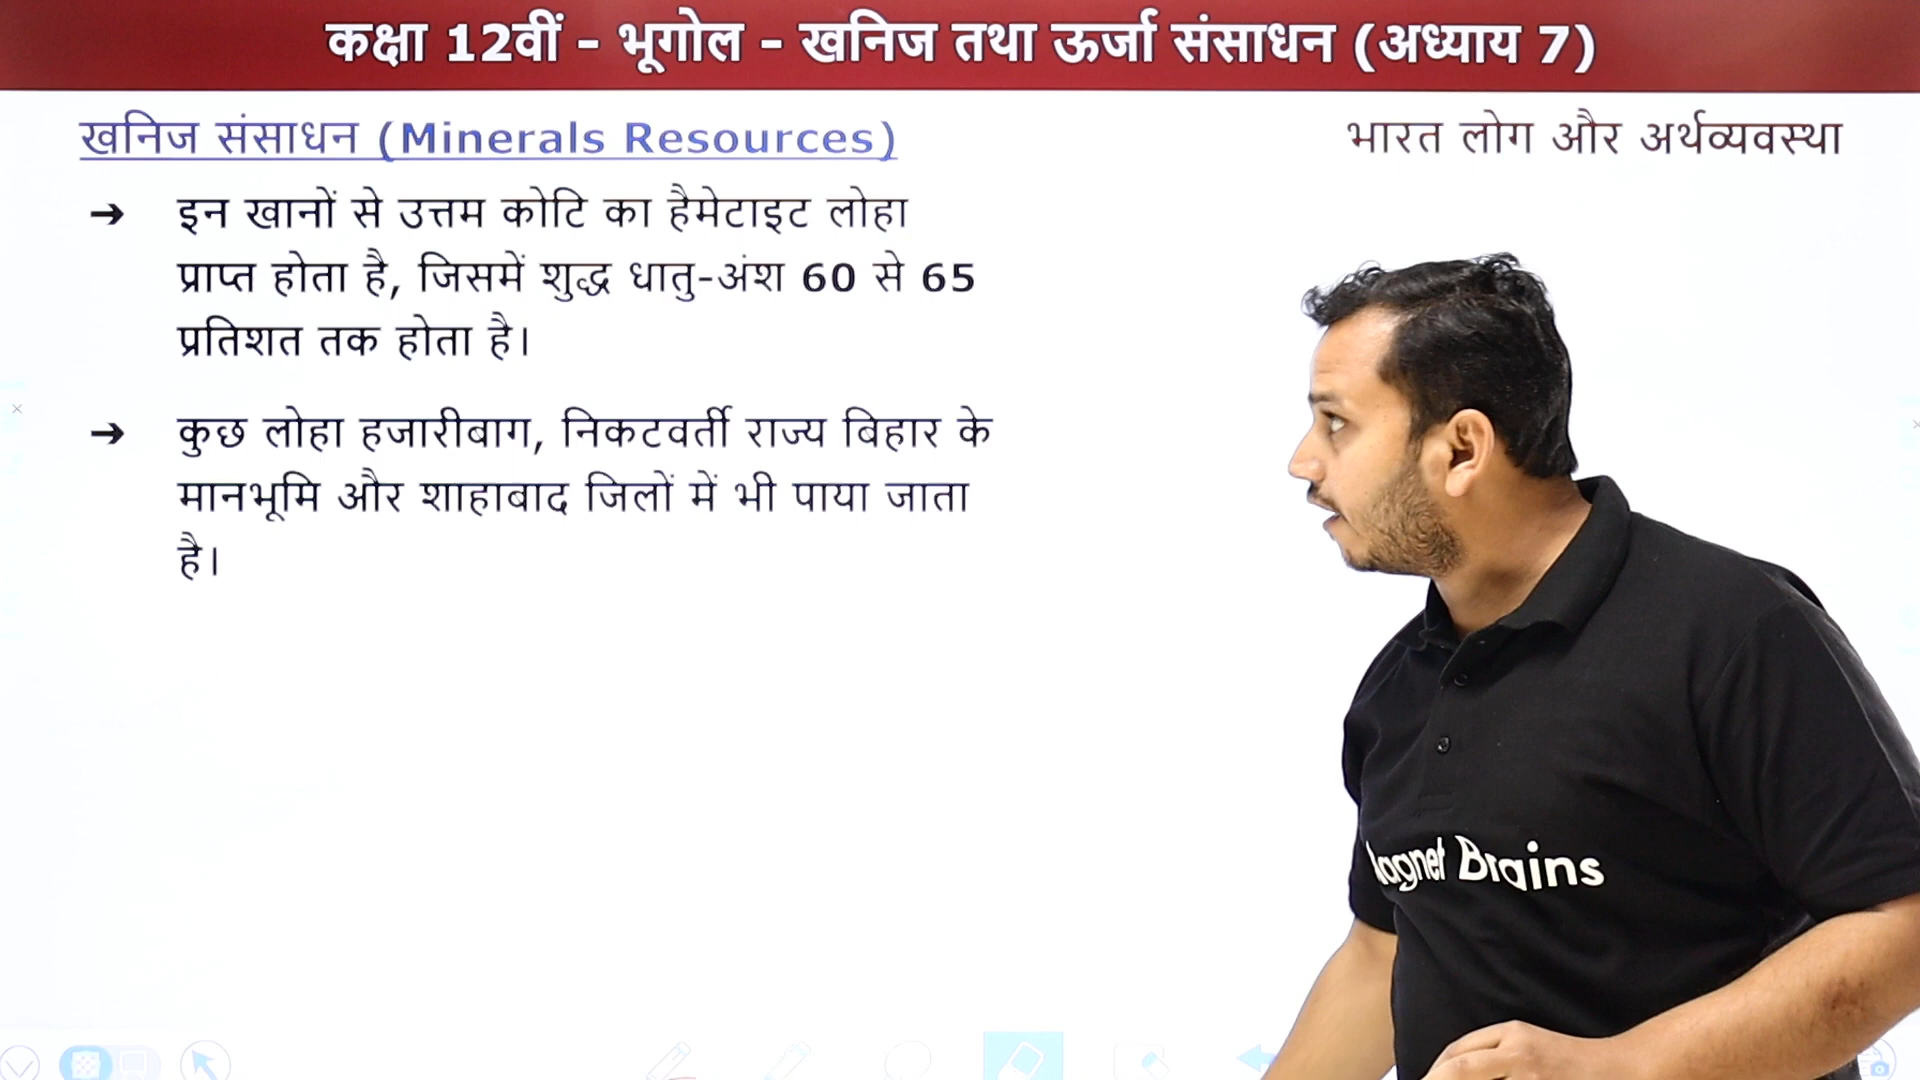 कक्षा 12वीं - भूगोल - खनिज तथा ऊर्जा संसाधन (अध्याय 7)
खनिज संसाधन (Minerals Resources)
भारत लोग और अर्थव्यवस्था
➔ इन खानों से उत्तम कोटि का हैमेटाइट लोहा
प्राप्त होता है, जिसमें शुद्ध धातु-अंश 60 से 65
प्रतिशत तक होता है।
➔ कुछ लोहा हजारीबाग, निकटवर्ती राज्य बिहार के
मानभूमि और शाहाबाद जिलों में भी पाया जाता
है।
agnet Brains